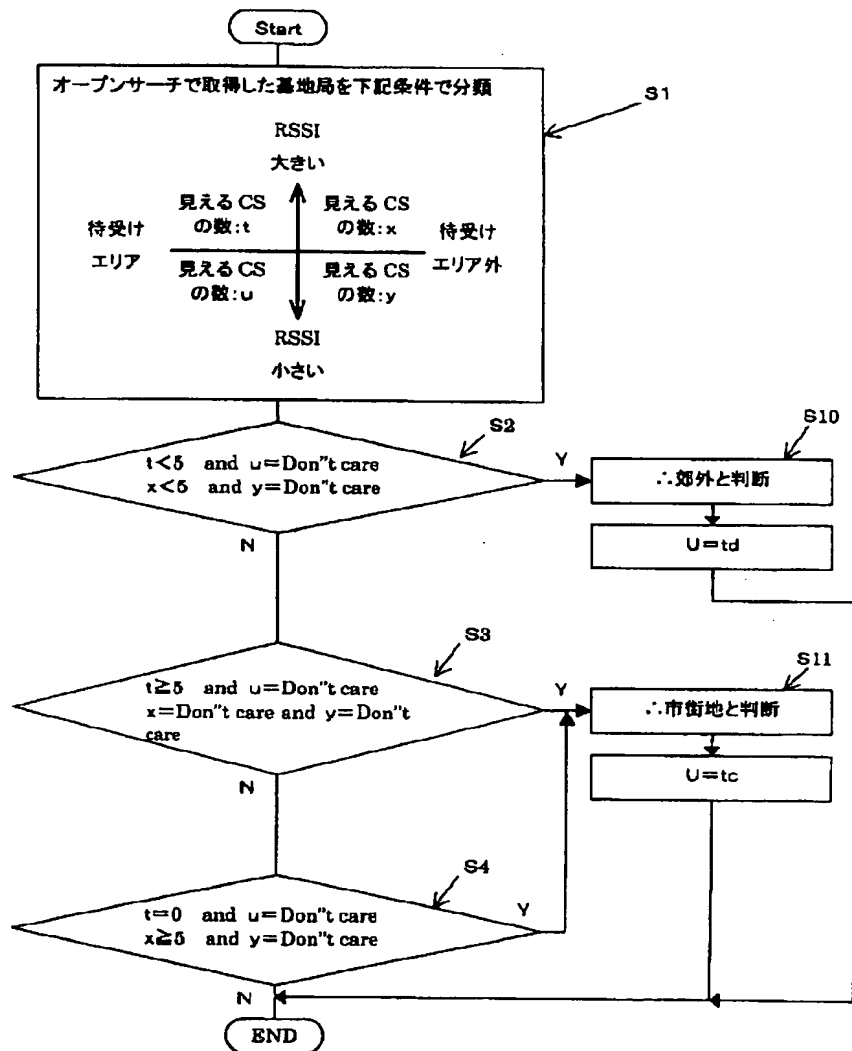 Start
オープンサーチで取得した基地局を下記条件で分類
S1
RSSI
大きい
見える CS
の数:t
見える CS
の数:x
待受け
エリア
待受け
エリア外
見える CS
の数:u
見える CS
の数:y
RSSI
小さい
S2
t<5 and u=Don"t care
x<5 and y=Don"t care
Y
N
S10
∴郊外と判断
U=td
S3
t≧5 and u=Don"t care
x=Don"t care and y=Don"t
care
Y
N
S11
∴市街地と判断
U=tc
S4
t=0 and u=Don"t care
x≧5 and y=Don"t care
Y
N
END